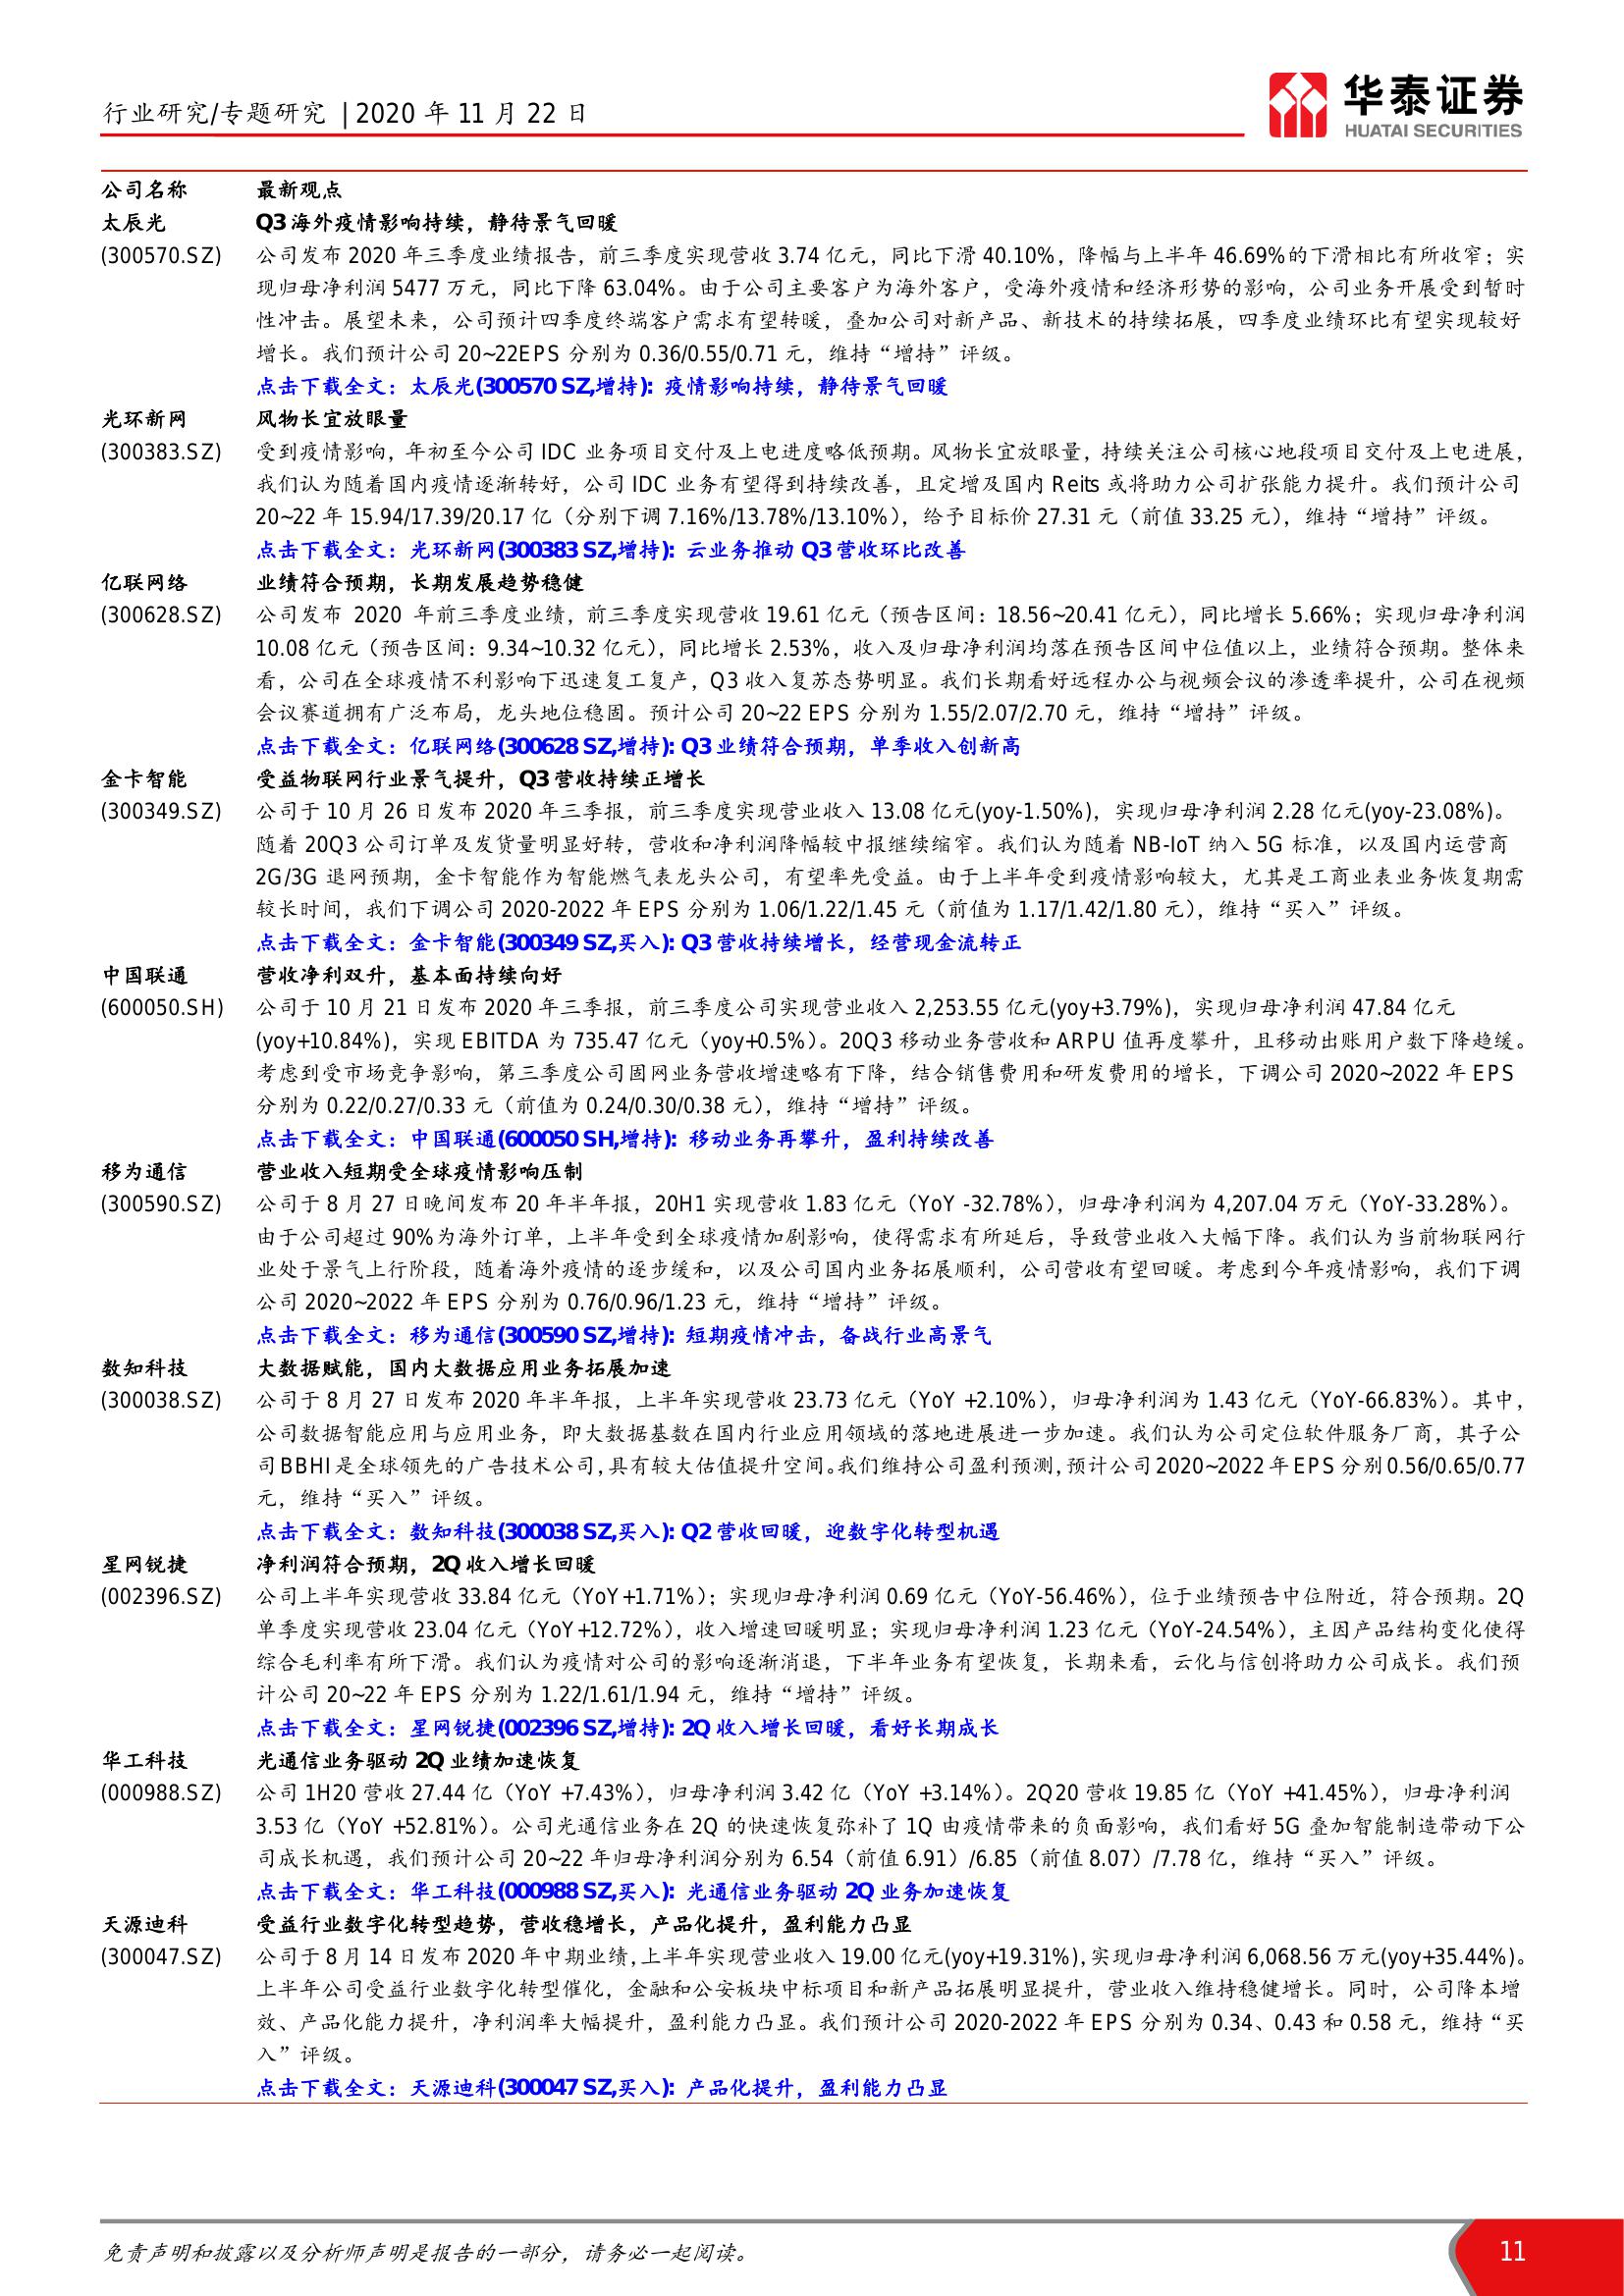 行业研究/专题研究 | 2020 年 11 月 22 日
华泰证券
HUATAI SECURITIES
公司名称 最新观点
太辰光 Q3 海外疫情影响持续，静待景气回暖
(300570.SZ) 公司发布 2020 年三季度业绩报告，前三季度实现营收 3.74 亿元，同比下滑 40.10%，降幅与上半年 46.69%的下滑相比有所收窄；实
现归母净利润 5477 万元，同比下降 63.04%。由于公司主要客户为海外客户，受海外疫情和经济形势的影响，公司业务开展受到暂时
性冲击。展望未来，公司预计四季度终端客户需求有望转暖，叠加公司对新产品、新技术的持续拓展，四季度业绩环比有望实现较好
增长。我们预计公司 20~22EPS 分别为 0.36/0.55/0.71 元，维持“增持”评级。
点击下载全文：太辰光(300570 SZ,增持): 疫情影响持续，静待景气回暖
光环新网 风物长宜放眼量
(300383.SZ) 受到疫情影响，年初至今公司 IDC 业务项目交付及上电进度略低预期。风物长宜放眼量，持续关注公司核心地段项目交付及上电进展，
我们认为随着国内疫情逐渐转好，公司 IDC 业务有望得到持续改善，且定增及国内 Reits 或将助力公司扩张能力提升。我们预计公司
20~22 年 15.94/17.39/20.17 亿（分别下调 7.16%/13.78%/13.10%），给予目标价 27.31 元（前值 33.25 元），维持“增持”评级。
点击下载全文：光环新网(300383 SZ,增持): 云业务推动 Q3 营收环比改善
亿联网络 业绩符合预期，长期发展趋势稳健
(300628.SZ) 公司发布 2020 年前三季度业绩，前三季度实现营收 19.61 亿元（预告区间：18.56~20.41 亿元），同比增长 5.66%；实现归母净利润
10.08 亿元（预告区间：9.34~10.32 亿元），同比增长 2.53%，收入及归母净利润均落在预告区间中位值以上，业绩符合预期。整体来
看，公司在全球疫情不利影响下迅速复工复产，Q3 收入复苏态势明显。我们长期看好远程办公与视频会议的渗透率提升，公司在视频
会议赛道拥有广泛布局，龙头地位稳固。预计公司 20~22 EPS 分别为 1.55/2.07/2.70 元，维持“增持”评级。
点击下载全文：亿联网络(300628 SZ,增持): Q3 业绩符合预期，单季收入创新高
金卡智能 受益物联网行业景气提升，Q3 营收持续正增长
(300349.SZ) 公司于 10 月 26 日发布 2020 年三季报，前三季度实现营业收入 13.08 亿元(yoy-1.50%)，实现归母净利润 2.28 亿元(yoy-23.08%)。
随着 20Q3 公司订单及发货量明显好转，营收和净利润降幅较中报继续缩窄。我们认为随着 NB-IoT 纳入 5G 标准，以及国内运营商
2G/3G 退网预期，金卡智能作为智能燃气表龙头公司，有望率先受益。由于上半年受到疫情影响较大，尤其是工商业表业务恢复期需
较长时间，我们下调公司 2020-2022 年 EPS 分别为 1.06/1.22/1.45 元（前值为 1.17/1.42/1.80 元），维持“买入”评级。
点击下载全文：金卡智能(300349 SZ,买入): Q3 营收持续增长，经营现金流转正
中国联通 营收净利双升，基本面持续向好
(600050.SH) 公司于 10 月 21 日发布 2020 年三季报，前三季度公司实现营业收入 2,253.55 亿元(yoy+3.79%)，实现归母净利润 47.84 亿元
(yoy+10.84%)，实现 EBITDA 为 735.47 亿元（yoy+0.5%）。20Q3 移动业务营收和 ARPU 值再度攀升，且移动出账用户数下降趋缓。
考虑到受市场竞争影响，第三季度公司固网业务营收增速略有下降，结合销售费用和研发费用的增长，下调公司 2020~2022 年 EPS
分别为 0.22/0.27/0.33 元（前值为 0.24/0.30/0.38 元），维持“增持”评级。
点击下载全文：中国联通(600050 SH,增持): 移动业务再攀升，盈利持续改善
移为通信 营业收入短期受全球疫情影响压制
(300590.SZ) 公司于 8 月 27 日晚间发布 20 年半年报，20H1 实现营收 1.83 亿元（YoY -32.78%），归母净利润为 4,207.04 万元（YoY-33.28%）。
由于公司超过 90%为海外订单，上半年受到全球疫情加剧影响，使得需求有所延后，导致营业收入大幅下降。我们认为当前物联网行
业处于景气上行阶段，随着海外疫情的逐步缓和，以及公司国内业务拓展顺利，公司营收有望回暖。考虑到今年疫情影响，我们下调
公司 2020~2022 年 EPS 分别为 0.76/0.96/1.23 元，维持“增持”评级。
点击下载全文：移为通信(300590 SZ,增持): 短期疫情冲击，备战行业高景气
数知科技 大数据赋能，国内大数据应用业务拓展加速
(300038.SZ) 公司于 8 月 27 日发布 2020 年半年报，上半年实现营收 23.73 亿元（YoY +2.10%），归母净利润为 1.43 亿元（YoY-66.83%）。其中，
公司数据智能应用与应用业务，即大数据基数在国内行业应用领域的落地进展进一步加速。我们认为公司定位软件服务厂商，其子公
司 BBHI 是全球领先的广告技术公司,具有较大估值提升空间。我们维持公司盈利预测,预计公司 2020~2022 年 EPS 分别 0.56/0.65/0.77
元，维持“买入”评级。
点击下载全文：数知科技(300038 SZ,买入): Q2 营收回暖，迎数字化转型机遇
星网锐捷 净利润符合预期，2Q 收入增长回暖
(002396.SZ) 公司上半年实现营收 33.84 亿元（YoY+1.71%）；实现归母净利润 0.69 亿元（YoY-56.46%），位于业绩预告中位附近，符合预期。2Q
单季度实现营收 23.04 亿元（YoY+12.72%），收入增速回暖明显；实现归母净利润 1.23 亿元（YoY-24.54%），主因产品结构变化使得
综合毛利率有所下滑。我们认为疫情对公司的影响逐渐消退，下半年业务有望恢复，长期来看，云化与信创将助力公司成长。我们预
计公司 20~22 年 EPS 分别为 1.22/1.61/1.94 元，维持“增持”评级。
点击下载全文：星网锐捷(002396 SZ,增持): 2Q 收入增长回暖，看好长期成长
华工科技 光通信业务驱动 2Q 业绩加速恢复
(000988.SZ) 公司 1H20 营收 27.44 亿（YoY +7.43%），归母净利润 3.42 亿（YoY +3.14%）。2Q20 营收 19.85 亿（YoY +41.45%），归母净利润
3.53 亿（YoY +52.81%）。公司光通信业务在 2Q 的快速恢复弥补了 1Q 由疫情带来的负面影响，我们看好 5G 叠加智能制造带动下公
司成长机遇，我们预计公司 20~22 年归母净利润分别为 6.54（前值 6.91）/6.85（前值 8.07）/7.78 亿，维持“买入”评级。
点击下载全文：华工科技(000988 SZ,买入): 光通信业务驱动 2Q 业务加速恢复
天源迪科 受益行业数字化转型趋势，营收稳增长，产品化提升，盈利能力凸显
(300047.SZ) 公司于 8 月 14 日发布 2020 年中期业绩,上半年实现营业收入 19.00 亿元(yoy+19.31%),实现归母净利润 6,068.56 万元(yoy+35.44%)。
上半年公司受益行业数字化转型催化，金融和公安板块中标项目和新产品拓展明显提升，营业收入维持稳健增长。同时，公司降本增
效、产品化能力提升，净利润率大幅提升，盈利能力凸显。我们预计公司 2020-2022 年 EPS 分别为 0.34、0.43 和 0.58 元，维持“买
入”评级。
点击下载全文：天源迪科(300047 SZ,买入): 产品化提升，盈利能力凸显
免责声明和披露以及分析师声明是报告的一部分，请务必一起阅读。
11